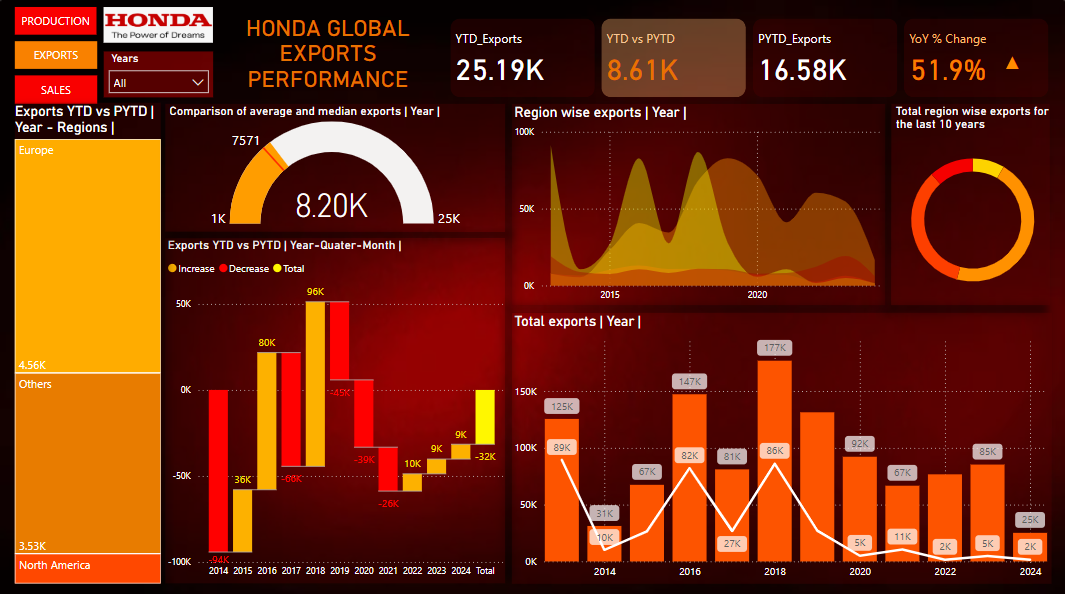 PRODUCTION
EXPORTS
SALES
HONDA
The Power of Dreams
Years
All
HONDA GLOBAL
EXPORTS
PERFORMANCE
YTD_Exports
25.19K
YTD vs PYTD
8.61K
PYTD_Exports
16.58K
YoY % Change
51.9%
Exports YTD vs PYTD |
Year - Regions |
Europe
4.56K
Others
3.53K
North America
Comparison of average and median exports | Year |
7571
8.20K
1K
25K
Exports YTD vs PYTD | Year-Quater-Month |
Increase Decrease Total
50K
0K
-50K
-100K
-94K
36K
80K
-66K
96K
-45K
-39K
-26K
10K
9K
9K
-32K
2014 2015 2016 2017 2018 2019 2020 2021 2022 2023 2024 Total
Region wise exports | Year |
100K
50K
0K
2015 2020
Total region wise exports for
the last 10 years
Total exports | Year |
150K
100K
50K
0K
125K
31K
67K
147K
81K
177K
92K
67K
85K
25K
89K
10K
82K
27K
86K
5K
11K
2K
5K
2K
2014 2016 2018 2020 2022 2024